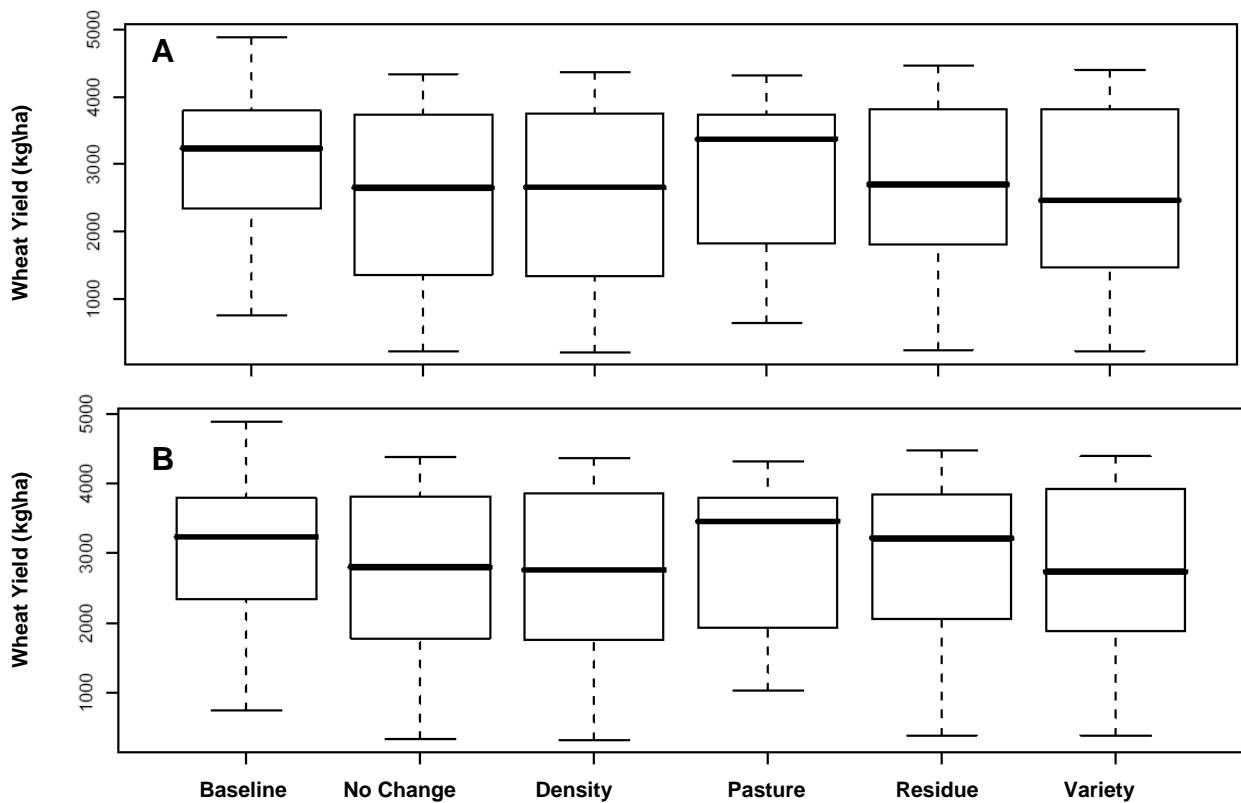 A
Wheat Yield (kg\ha)
5000
4000
3000
2000
1000
B
Wheat Yield (kg\ha)
5000
4000
3000
2000
1000
Baseline No Change Density Pasture Residue Variety